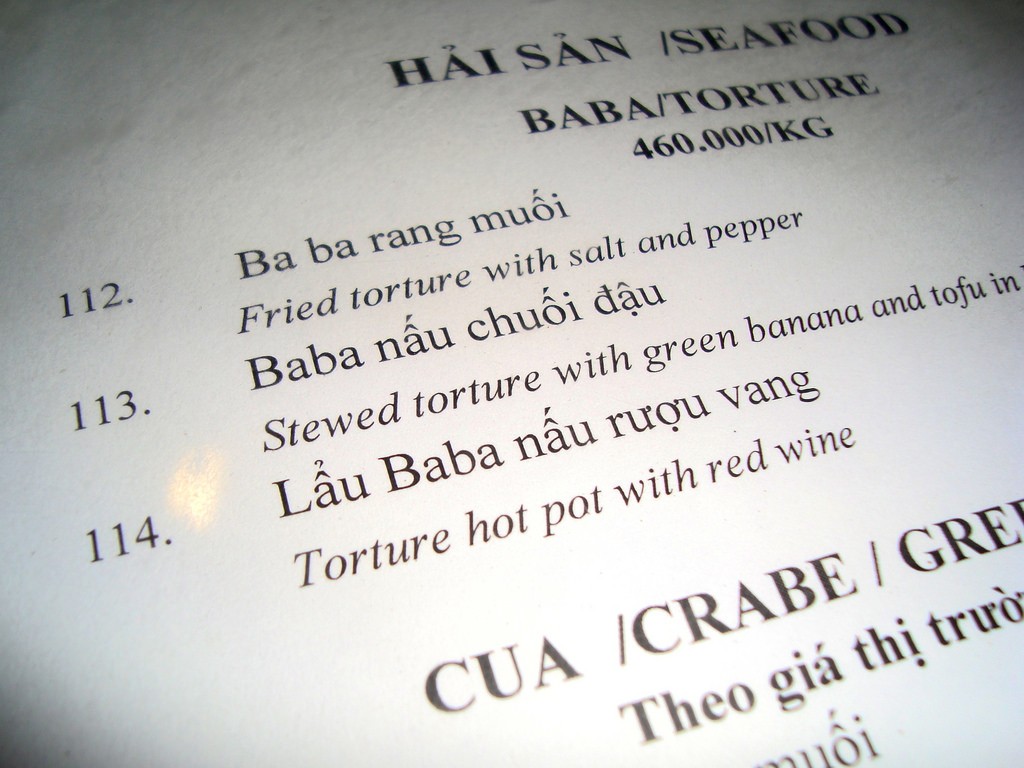 HẢI SẢN /SEAFOOD
BABA/TORTURE
460.000/KG
112. Ba ba rang muối
Fried torture with salt and pepper
113. Baba nấu chuối đậu
Stewed torture with green banana and tofu in
114. Lẩu Baba nấu rượu vang
Torture hot pot with red wine
CUA /CRABE / GRE
Theo giá thị trườ
muối